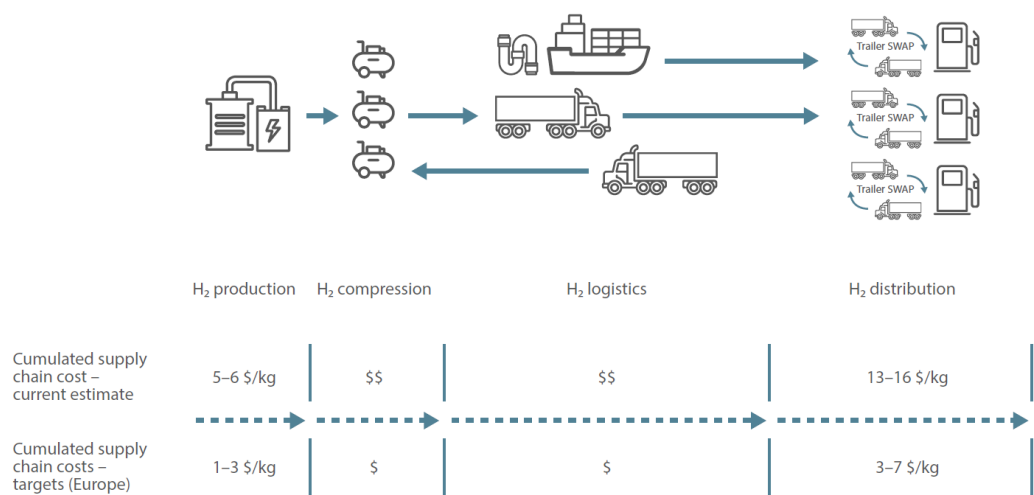 Trailer SWAP
Trailer SWAP
Trailer SWAP
H₂ production H₂ compression H₂ logistics H₂ distribution
Cumulated supply
chain cost –
current estimate
5–6 $/kg $$ $$ 13–16 $/kg
Cumulated supply
chain costs –
targets (Europe)
1–3 $/kg $ $ 3–7 $/kg